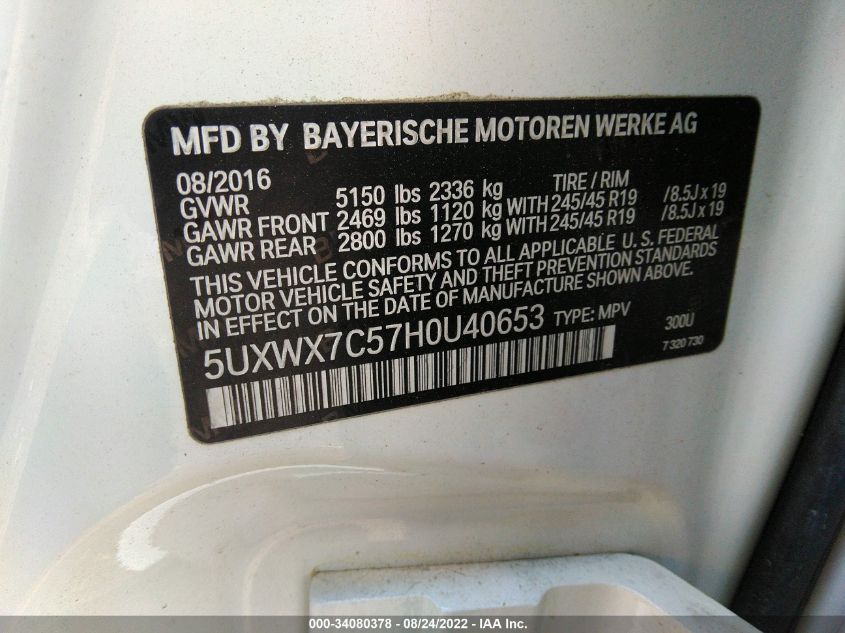 MFD BY BAYERISCHE MOTOREN WERKE AG
08/2016 TIRE / RIM
GVWR 5150 lbs 2336 kg
GAWR FRONT 2469 lbs 1120 kg WITH 245/45 R19 /8.5J x 19
GAWR REAR 2800 lbs 1270 kg WITH 245/45 R19 /8.5J x 19
THIS VEHICLE CONFORMS TO ALL APPLICABLE U. S. FEDERAL
MOTOR VEHICLE SAFETY AND THEFT PREVENTION STANDARDS
IN EFFECT ON THE DATE OF MANUFACTURE SHOWN ABOVE.
5UXWX7C57H0U40653 TYPE: MPV 300U
7 320 730
000-34080378 - 08/24/2022 - IAA Inc.